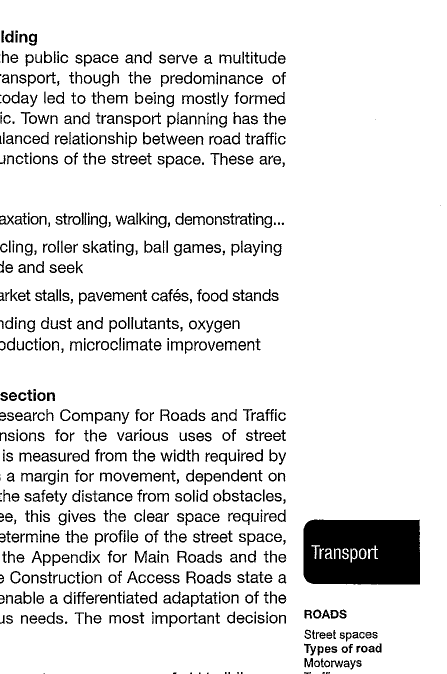 lding
the public space and serve a multitude
ransport, though the predominance of
today led to them being mostly formed
ic. Town and transport planning has the
alanced relationship between road traffic
unctions of the street space. These are,
axation, strolling, walking, demonstrating...
cling, roller skating, ball games, playing
de and seek
arket stalls, pavement cafés, food stands
nding dust and pollutants, oxygen
oduction, microclimate improvement
section
esearch Company for Roads and Traffic
nsions for the various uses of street
is measured from the width required by
s a margin for movement, dependent on
the safety distance from solid obstacles,
ee, this gives the clear space required
etermine the profile of the street space,
the Appendix for Main Roads and the
e Construction of Access Roads state a
enable a differentiated adaptation of the
us needs. The most important decision
Transport
ROADS
Street spaces
Types of road
Motorways